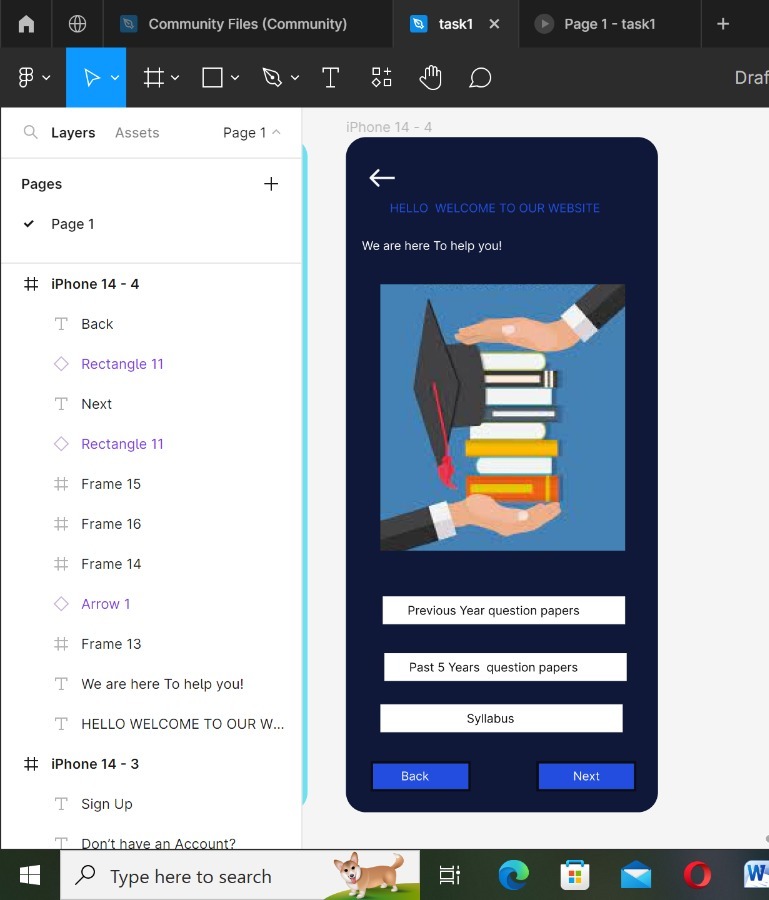 Community Files (Community)
task1
Page 1 - task1
Draf
Layers
Assets
Page 1
Pages
Page 1
iPhone 14 - 4
Back
Rectangle 11
Next
Rectangle 11
Frame 15
Frame 16
Frame 14
Arrow 1
Frame 13
We are here To help you!
HELLO WELCOME TO OUR W...
iPhone 14 - 3
Sign Up
Don't have an Account?
iPhone 14 - 4
HELLO  WELCOME TO OUR WEBSITE
We are here To help you!
Previous Year question papers
Past 5 Years  question papers
Syllabus
Back
Next
Type here to search
W